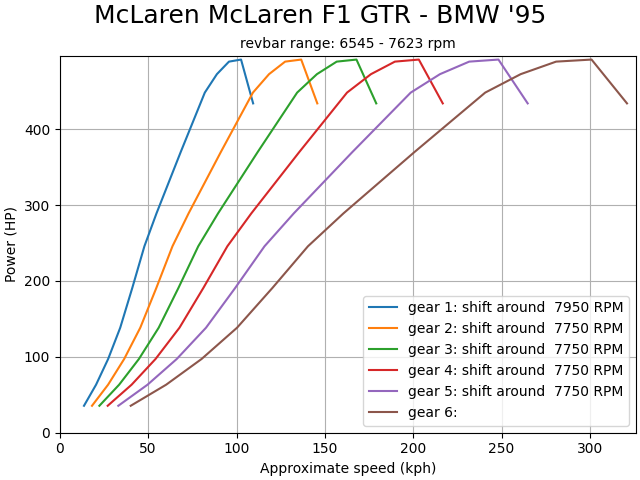 McLaren McLaren F1 GTR - BMW '95
revbar range: 6545 - 7623 rpm
Power (HP)
400
300
200
100
0
gear 1: shift around  7950 RPM
gear 2: shift around  7750 RPM
gear 3: shift around  7750 RPM
gear 4: shift around  7750 RPM
gear 5: shift around  7750 RPM
gear 6:
0 50 100 150 200 250 300
Approximate speed (kph)